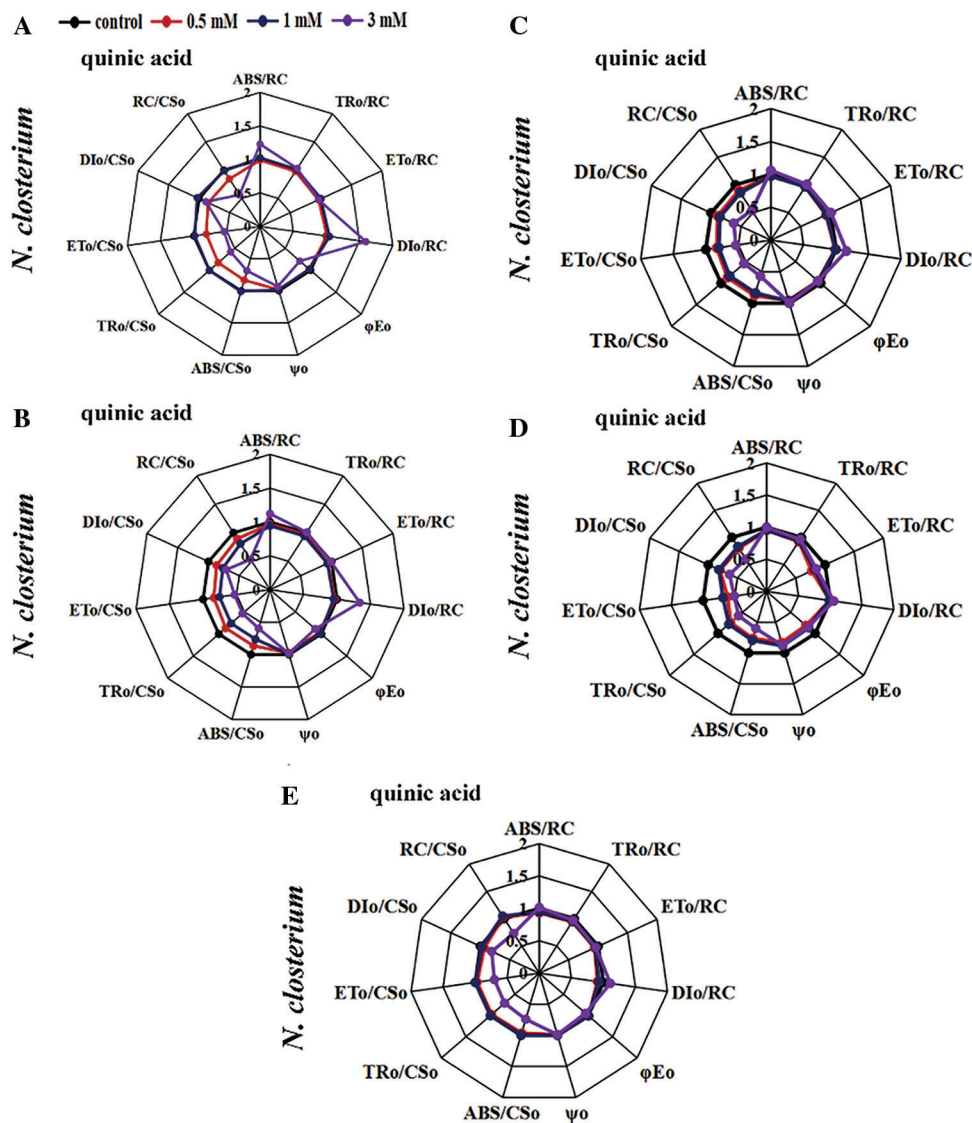 A control 0.5 mM 1 mM 3 mM
quinic acid
N. closterium
ABS/RC
TRo/RC
ETo/RC
DIo/RC
φEo
ψo
ABS/CSo
TRo/CSo
ETo/CSo
DIo/CSo
RC/CSo
2
1.5
1
0.5
0
B
quinic acid
N. closterium
ABS/RC
TRo/RC
ETo/RC
DIo/RC
φEo
ψo
ABS/CSo
TRo/CSo
ETo/CSo
DIo/CSo
RC/CSo
2
1.5
1
0.5
0
C
quinic acid
N. closterium
ABS/RC
TRo/RC
ETo/RC
DIo/RC
φEo
ψo
ABS/CSo
TRo/CSo
ETo/CSo
DIo/CSo
RC/CSo
2
1.5
1
0.5
0
D
quinic acid
N. closterium
ABS/RC
TRo/RC
ETo/RC
DIo/RC
φEo
ψo
ABS/CSo
TRo/CSo
ETo/CSo
DIo/CSo
RC/CSo
2
1.5
1
0.5
0
E
quinic acid
N. closterium
ABS/RC
TRo/RC
ETo/RC
DIo/RC
φEo
ψo
ABS/CSo
TRo/CSo
ETo/CSo
DIo/CSo
RC/CSo
2
1.5
1
0.5
0